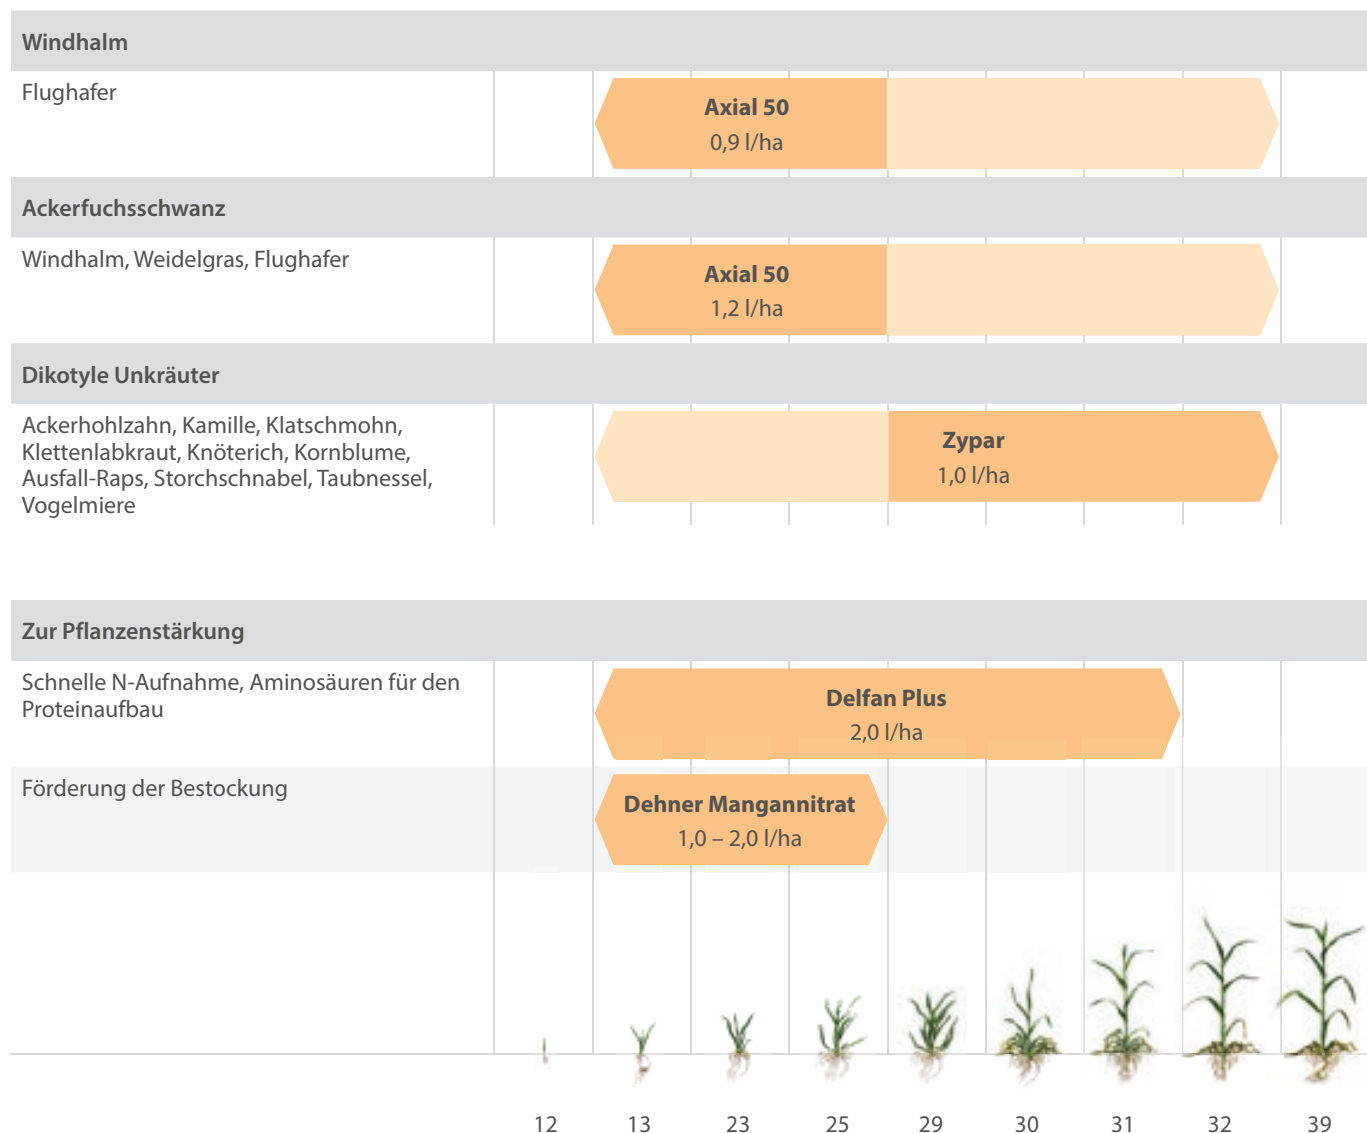 Windhalm
Flughafer
Axial 50
0,9 l/ha
Ackerfuchsschwanz
Windhalm, Weidelgras, Flughafer
Axial 50
1,2 l/ha
Dikotyle Unkräuter
Ackerhohlzahn, Kamille, Klatschmohn,
Klettenlabkraut, Knöterich, Kornblume,
Ausfall-Raps, Storchschnabel, Taubnessel,
Vogelmiere
Zypar
1,0 l/ha
Zur Pflanzenstärkung
Schnelle N-Aufnahme, Aminosäuren für den
Proteinaufbau
Delfan Plus
2,0 l/ha
Förderung der Bestockung
Dehner Mangannitrat
1,0 – 2,0 l/ha
12 13 23 25 29 30 31 32 39